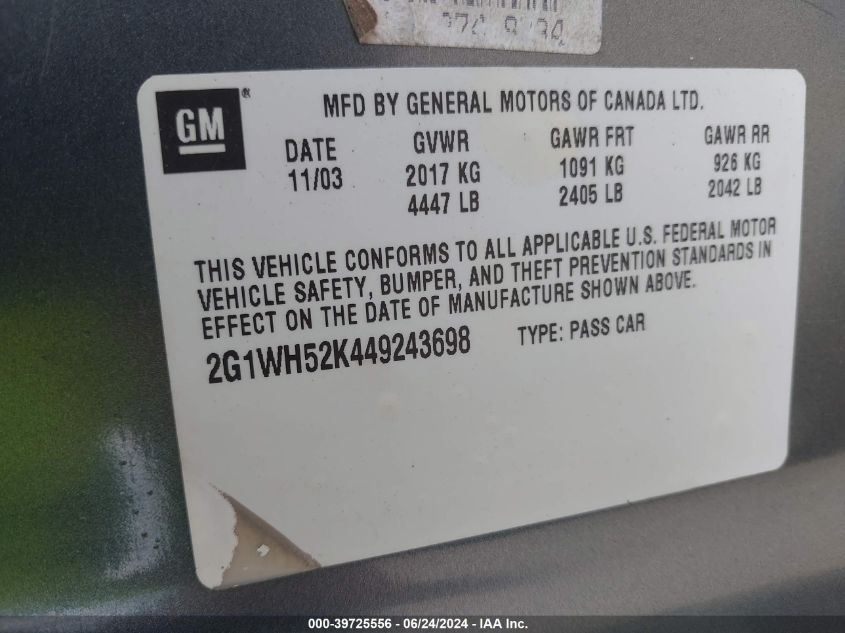 GM ®
MFD BY GENERAL MOTORS OF CANADA LTD.
DATE GVWR GAWR FRT GAWR RR
11/03 2017 KG 1091 KG 926 KG
4447 LB 2405 LB 2042 LB
THIS VEHICLE CONFORMS TO ALL APPLICABLE U.S. FEDERAL MOTOR
VEHICLE SAFETY, BUMPER, AND THEFT PREVENTION STANDARDS IN
EFFECT ON THE DATE OF MANUFACTURE SHOWN ABOVE.
2G1WH52K449243698 TYPE: PASS CAR
000-39725556 - 06/24/2024 - IAA Inc.